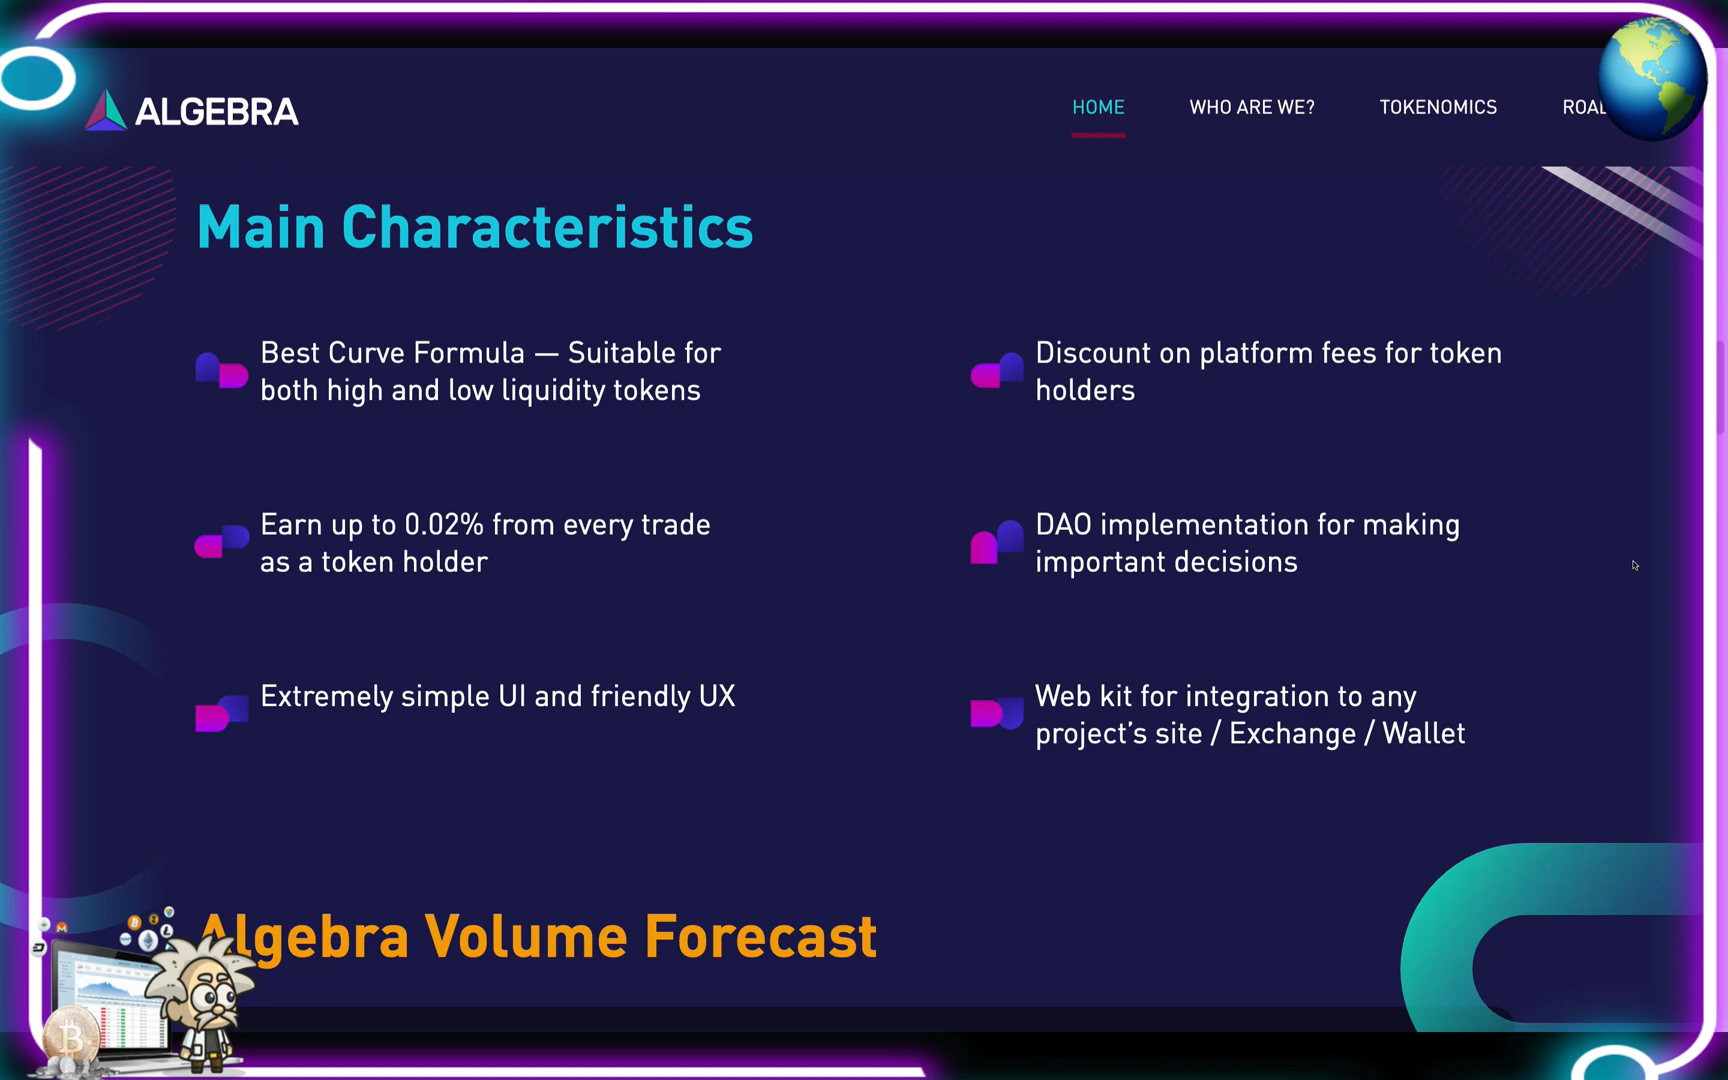 ALGEBRA
HOME
WHO ARE WE?
TOKENOMICS
Main Characteristics
Best Curve Formula — Suitable for
both high and low liquidity tokens
Discount on platform fees for token
holders
Earn up to 0.02% from every trade
as a token holder
DAO implementation for making
important decisions
Extremely simple UI and friendly UX
Web kit for integration to any
project’s site / Exchange / Wallet
Algebra Volume Forecast